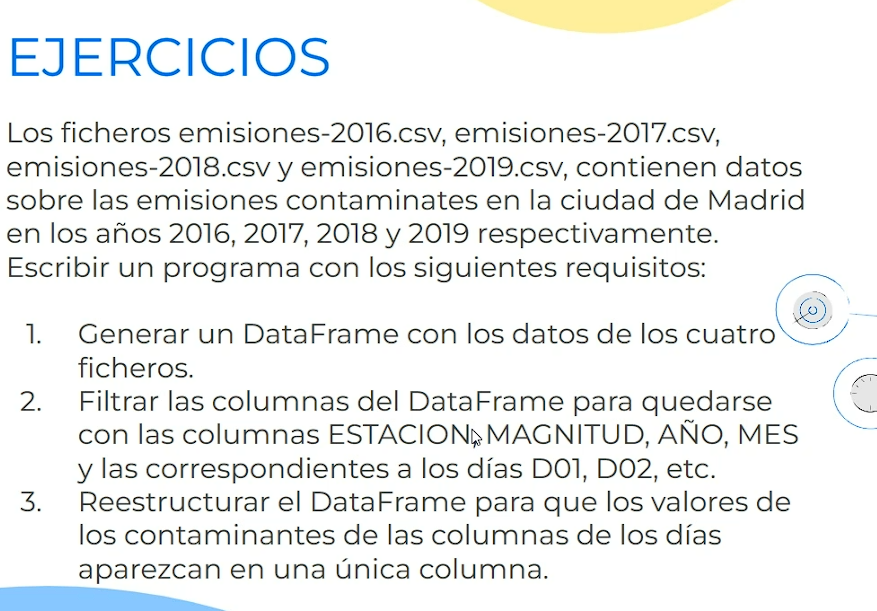 EJERCICIOS
Los ficheros emisiones-2016.csv, emisiones-2017.csv,
emisiones-2018.csv y emisiones-2019.csv, contienen datos
sobre las emisiones contaminates en la ciudad de Madrid
en los años 2016, 2017, 2018 y 2019 respectivamente.
Escribir un programa con los siguientes requisitos:
1. Generar un DataFrame con los datos de los cuatro
ficheros.
2. Filtrar las columnas del DataFrame para quedarse
con las columnas ESTACION, MAGNITUD, AÑO, MES
y las correspondientes a los días D01, D02, etc.
3. Reestructurar el DataFrame para que los valores de
los contaminantes de las columnas de los días
aparezcan en una única columna.